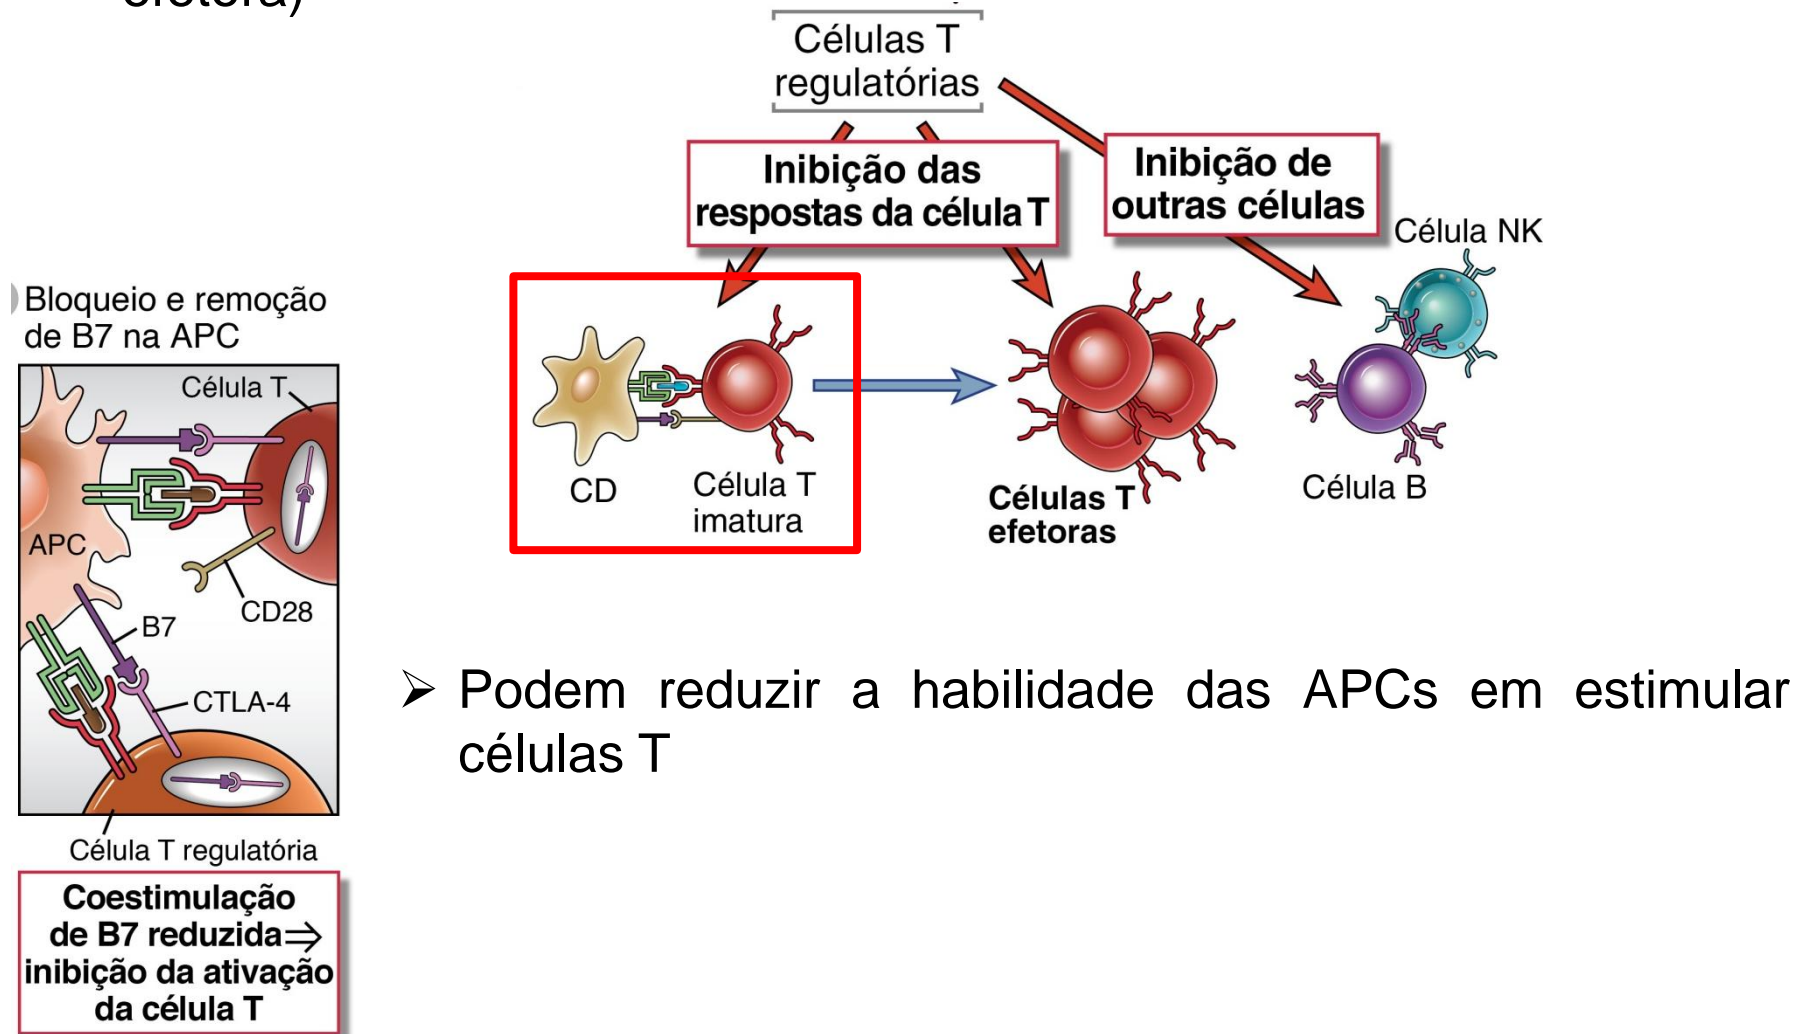 efetora)
Células T
regulatórias
Inibição das
respostas da célula T
Inibição de
outras células
Célula NK
CD
Célula T
imatura
Células T
efetoras
Célula B
Bloqueio e remoção
de B7 na APC
Célula T
APC
CD28
B7
CTLA-4
Célula T regulatória
Coestimulação
de B7 reduzida⇒
inibição da ativação
da célula T
➢ Podem reduzir a habilidade das APCs em estimular
células T